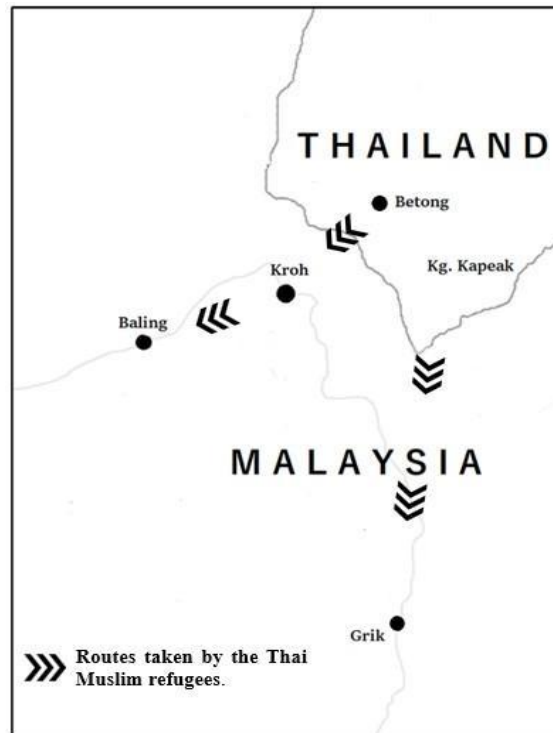 THAILAND
Betong
Kg. Kapeak
Kroh
Baling
MALAYSIA
Grik
Routes taken by the Thai
Muslim refugees.